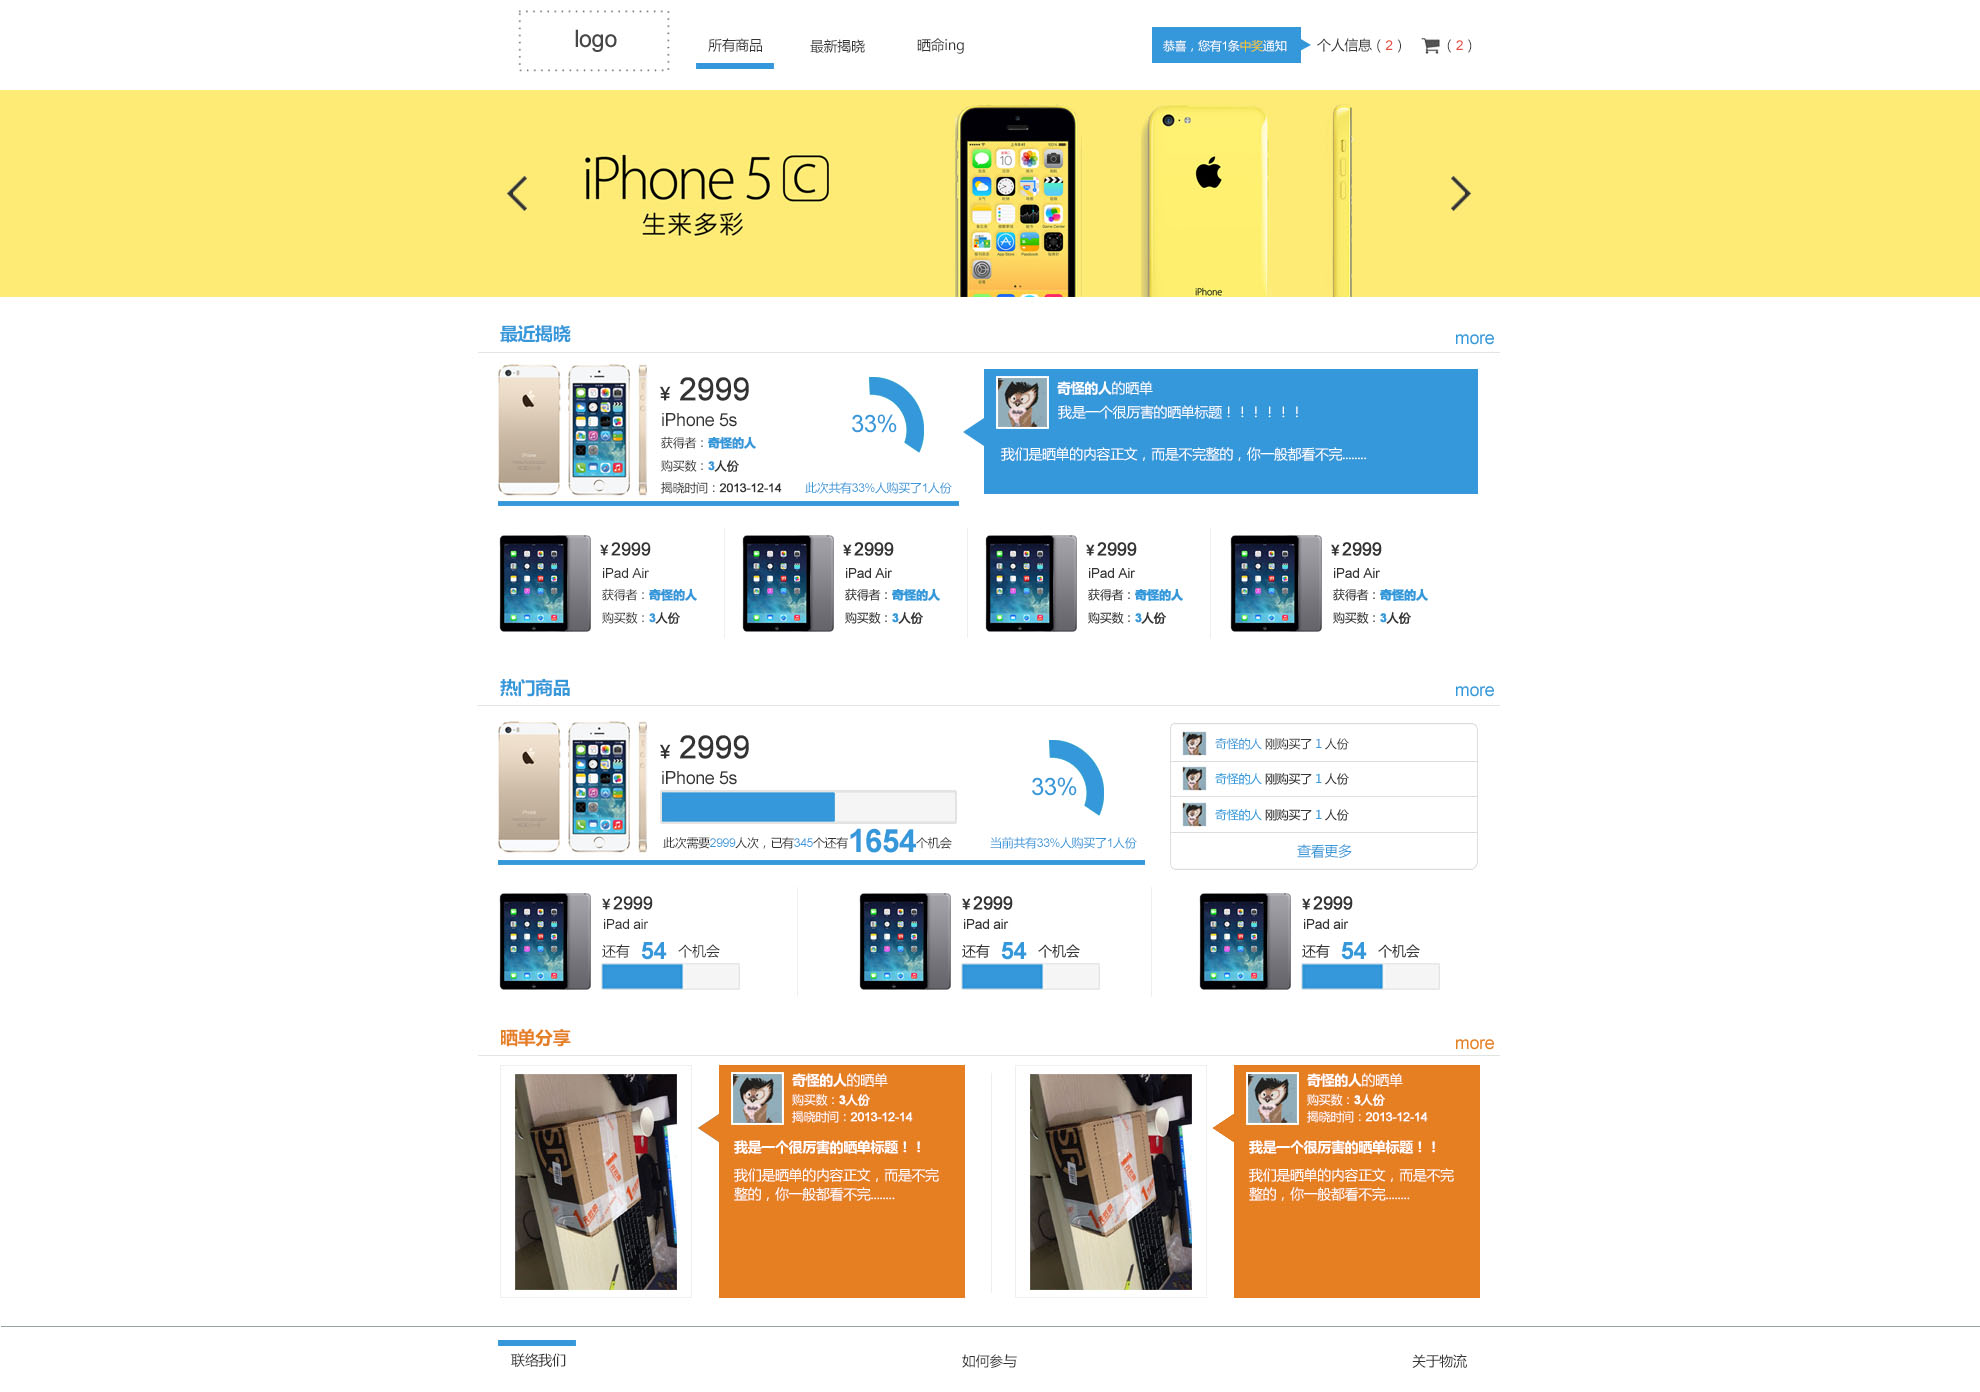 logo
所有商品
最新揭晓
晒命ing
恭喜，您有1条中奖通知
个人信息（2）
（2）
iPhone 5 C
生来多彩
iPhone
最近揭晓
more
¥ 2999
iPhone 5s
获得者：奇怪的人
购买数：3人份
揭晓时间：2013-12-14
33%
此次共有33%人购买了1人份
奇怪的人的晒单
我是一个很厉害的晒单标题！！！！！！
我们是晒单的内容正文，而是不完整的，你一般都看不完........
¥2999
iPad Air
获得者：奇怪的人
购买数：3人份
¥2999
iPad Air
获得者：奇怪的人
购买数：3人份
¥2999
iPad Air
获得者：奇怪的人
购买数：3人份
¥2999
iPad Air
获得者：奇怪的人
购买数：3人份
热门商品
more
¥ 2999
iPhone 5s
此次需要2999人次，已有345个还有1654个机会
33%
当前共有33%人购买了1人份
奇怪的人 刚购买了 1 人份
奇怪的人 刚购买了 1 人份
奇怪的人 刚购买了 1 人份
查看更多
¥2999
iPad air
还有 54 个机会
¥2999
iPad air
还有 54 个机会
¥2999
iPad air
还有 54 个机会
晒单分享
more
奇怪的人的晒单
购买数：3人份
揭晓时间：2013-12-14
我是一个很厉害的晒单标题！！
我们是晒单的内容正文，而是不完
整的，你一般都看不完........
奇怪的人的晒单
购买数：3人份
揭晓时间：2013-12-14
我是一个很厉害的晒单标题！！
我们是晒单的内容正文，而是不完
整的，你一般都看不完........
联络我们
如何参与
关于物流